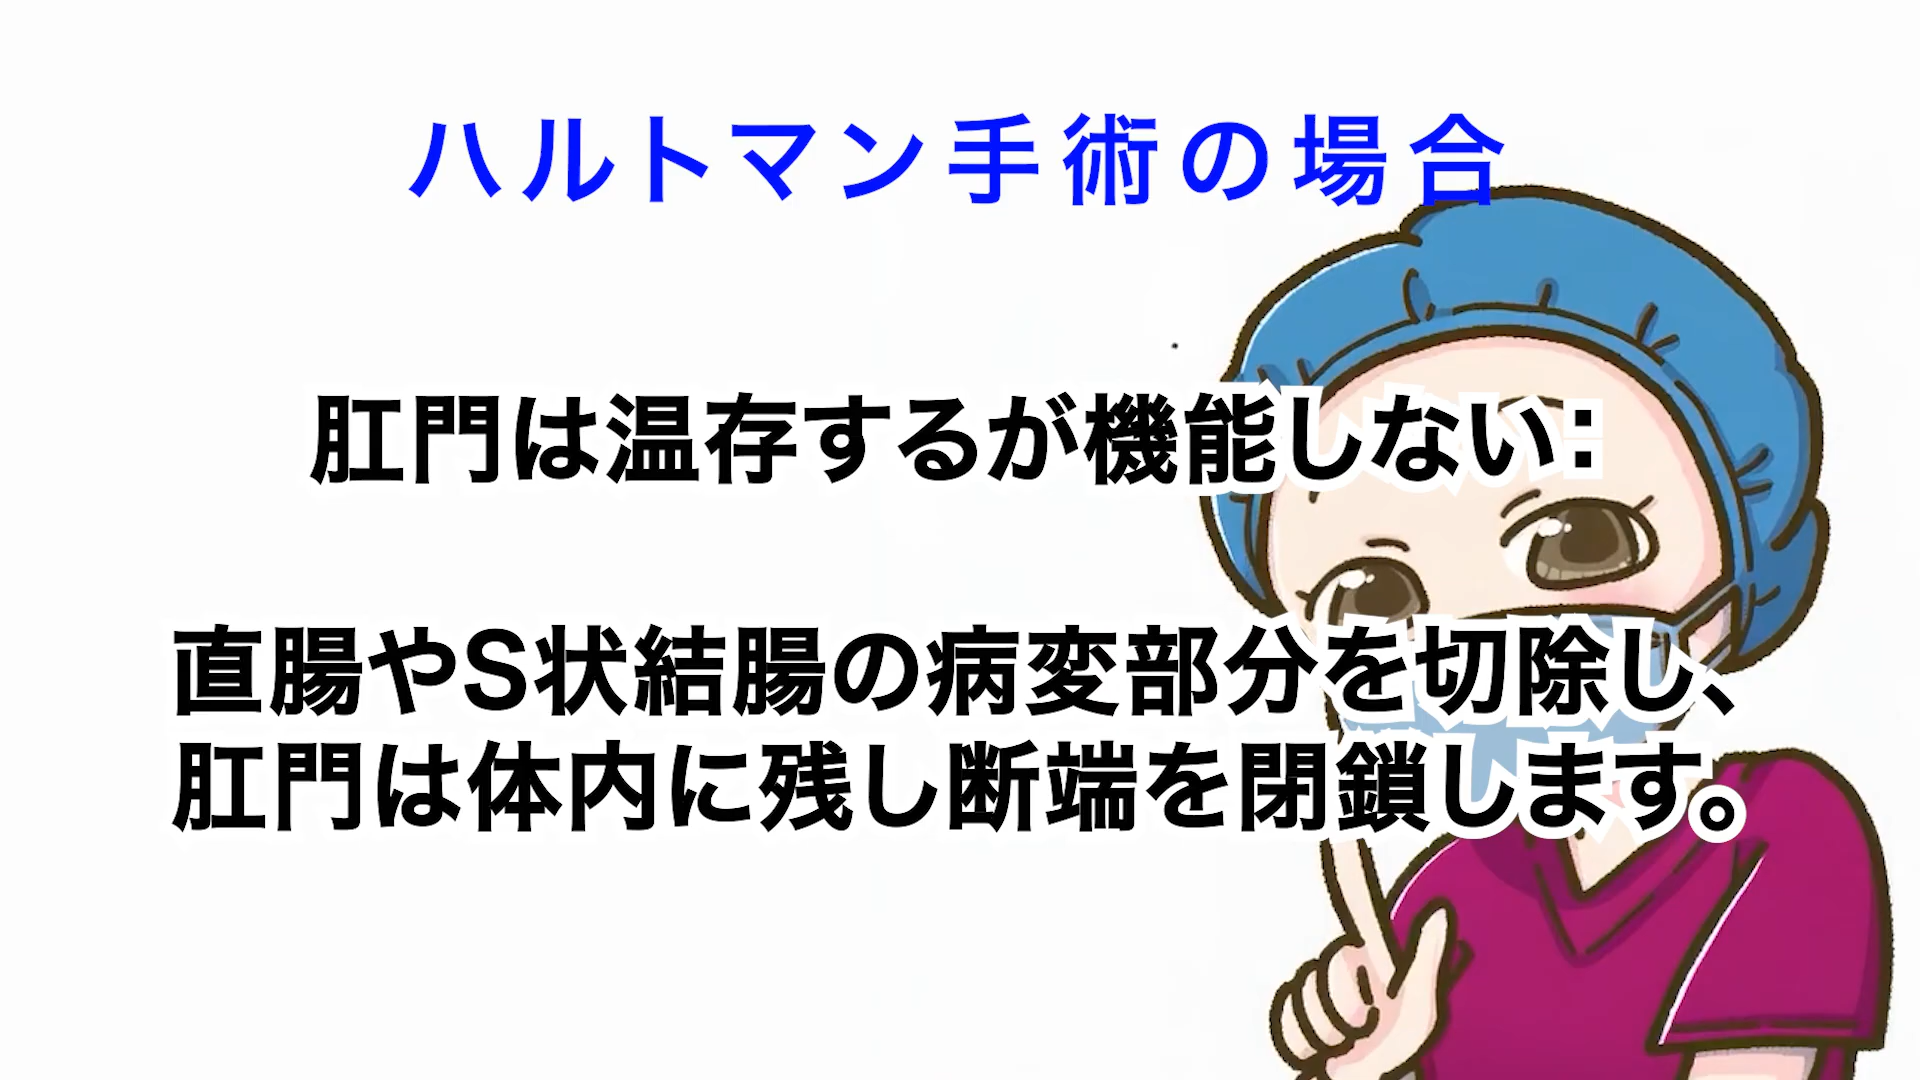 ハルトマン手術の場合
肛門は温存するが機能しない:
直腸やS状結腸の病変部分を切除し、
肛門は体内に残し断端を閉鎖します。